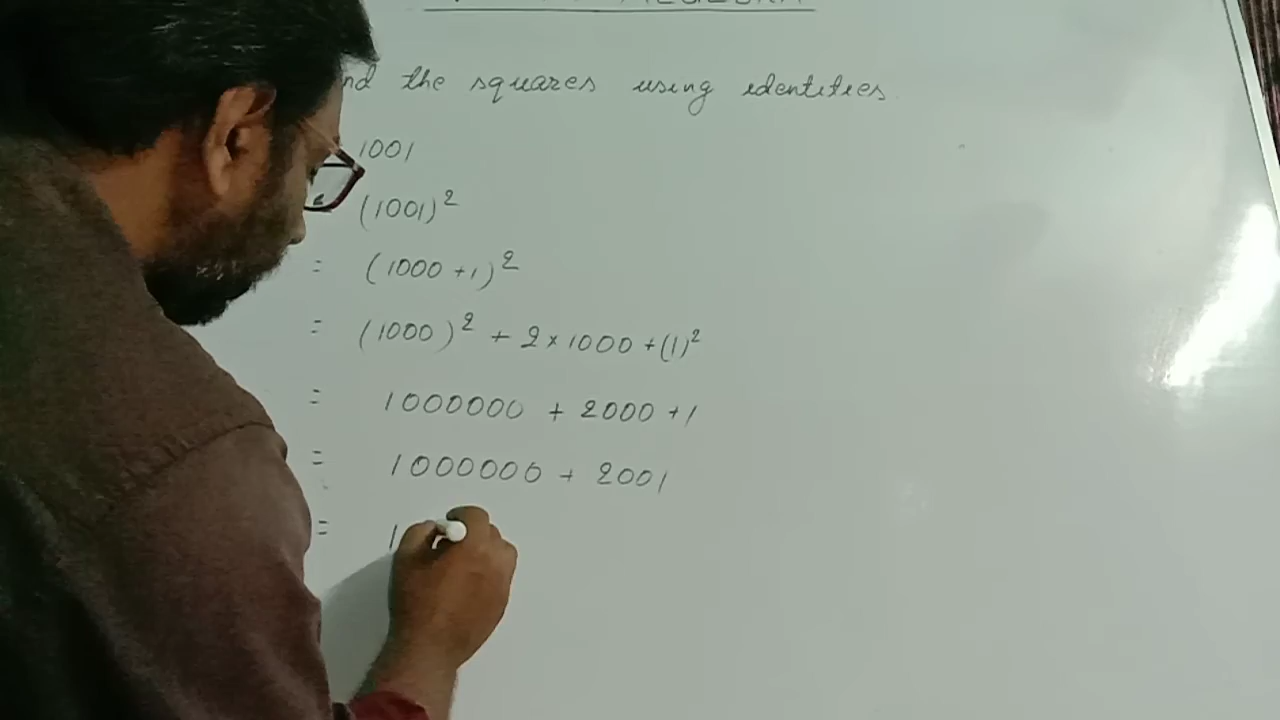 the squares using identities
1001
(1001)²
= (1000 + 1)²
= (1000)² + 2 × 1000 + (1)²
= 1000000 + 2000 + 1
= 1000000 + 2001
= 1